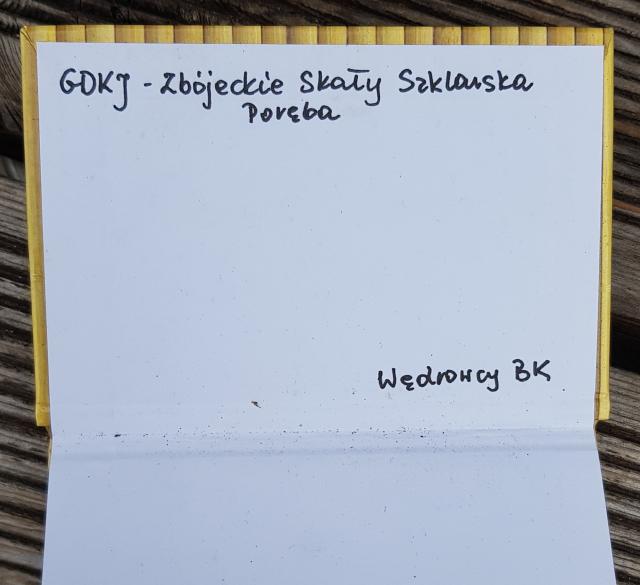 GDKJ - Zbójeckie Skały Szklarska
Poręba
Wędrowcy BK